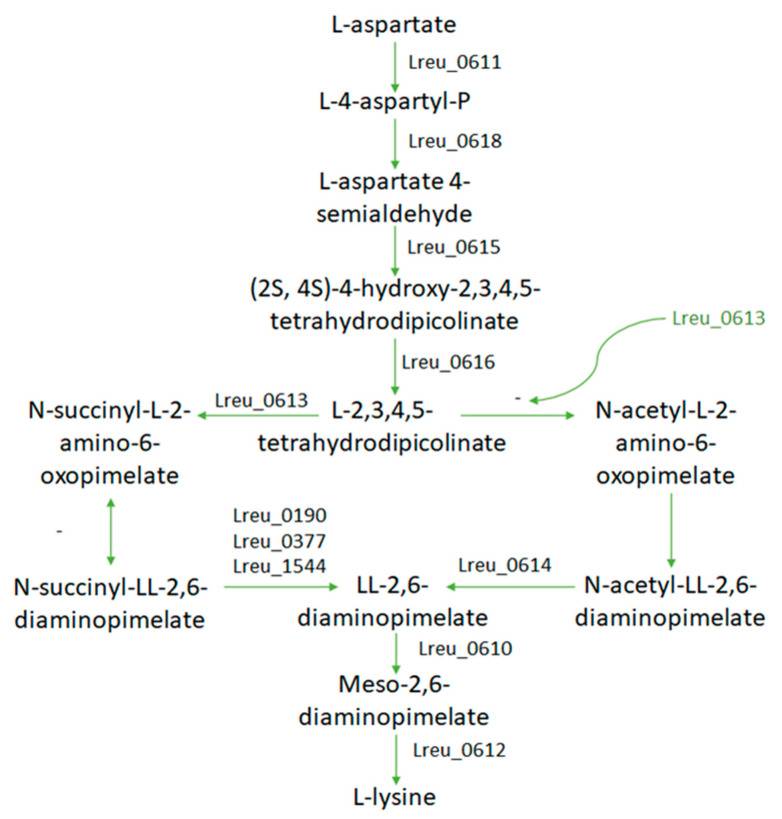 L-aspartate
Lreu_0611
L-4-aspartyl-P
Lreu_0618
L-aspartate 4-
semialdehyde
Lreu_0615
(2S, 4S)-4-hydroxy-2,3,4,5-
tetrahydrodipicolinate
Lreu_0613
Lreu_0616
N-succinyl-L-2-
amino-6-
oxopimelate
Lreu_0613
L-2,3,4,5-
tetrahydrodipicolinate
-
N-acetyl-L-2-
amino-6-
oxopimelate
-
Lreu_0190
Lreu_0377
Lreu_1544
N-succinyl-LL-2,6-
diaminopimelate
LL-2,6-
diaminopimelate
Lreu_0614
N-acetyl-LL-2,6-
diaminopimelate
Lreu_0610
Meso-2,6-
diaminopimelate
Lreu_0612
L-lysine